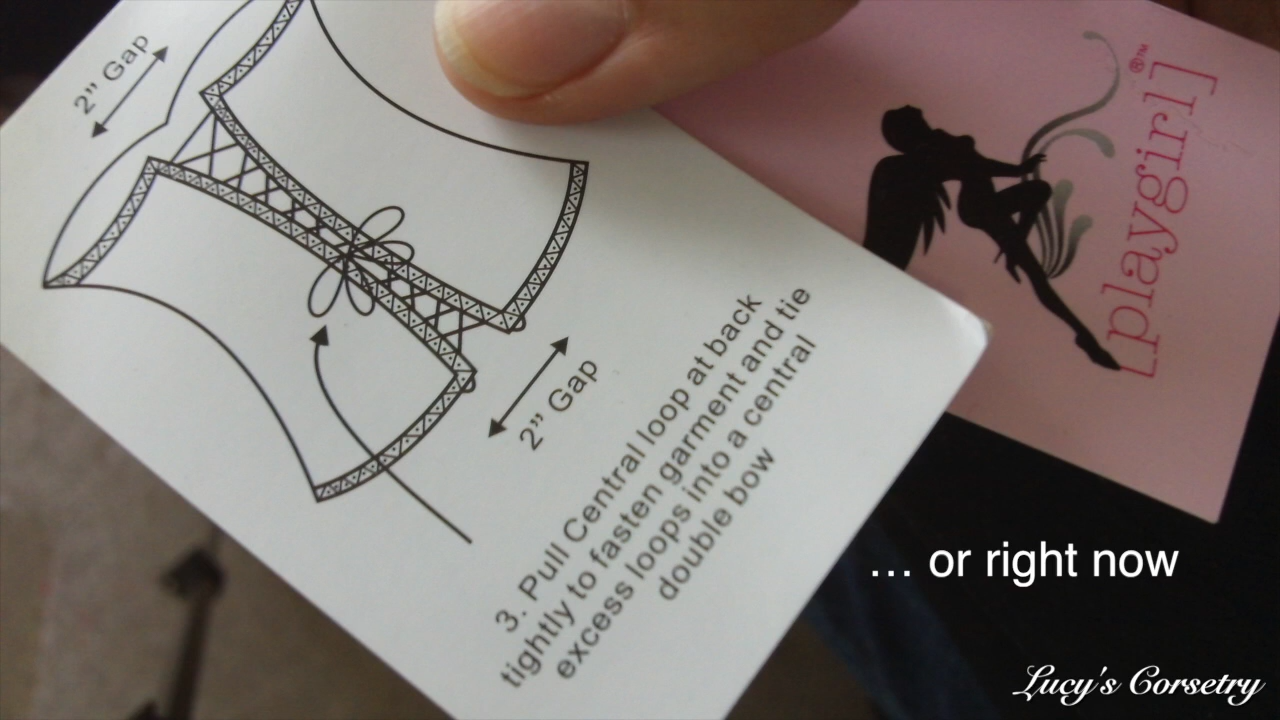 2” Gap
2” Gap
3. Pull Central loop at back
tightly to fasten garment and tie
excess loops into a central
double bow
[playgirl]®™
… or right now
Lucy's Corsetry